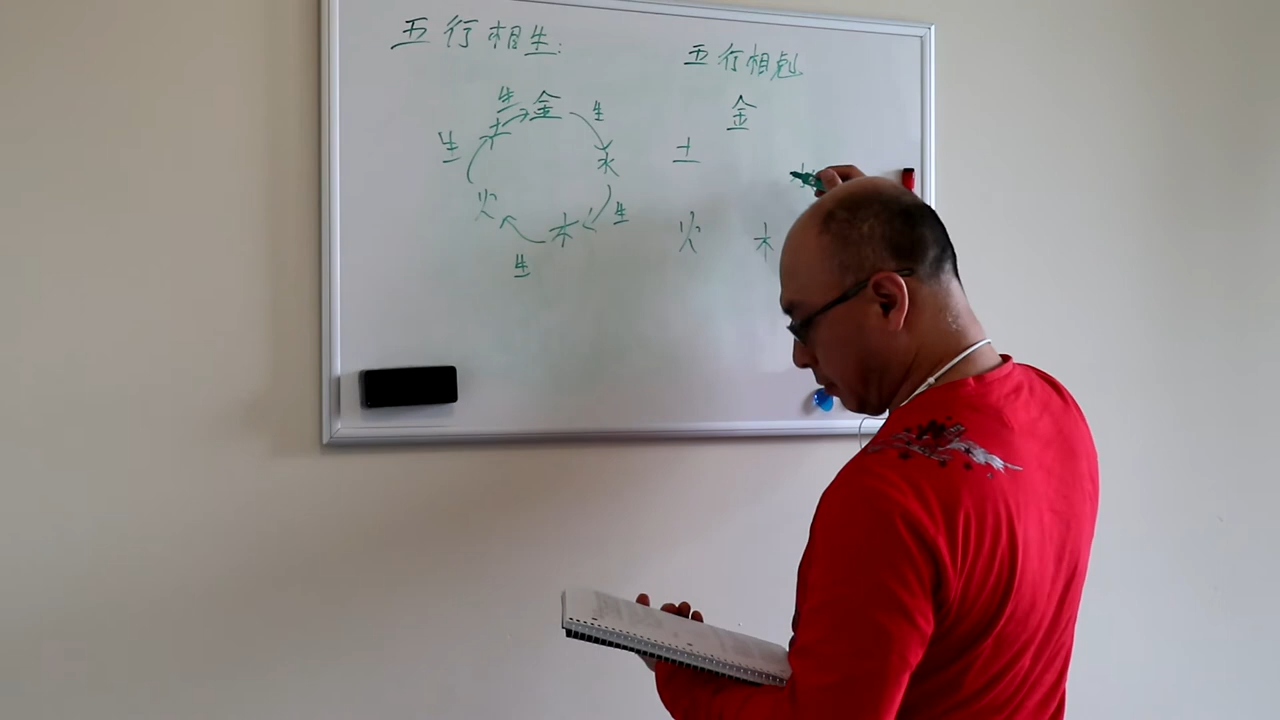 五行相生:
五行相剋
生
金
生
土
生
水
火
木
生
生
金
土
水
火
木